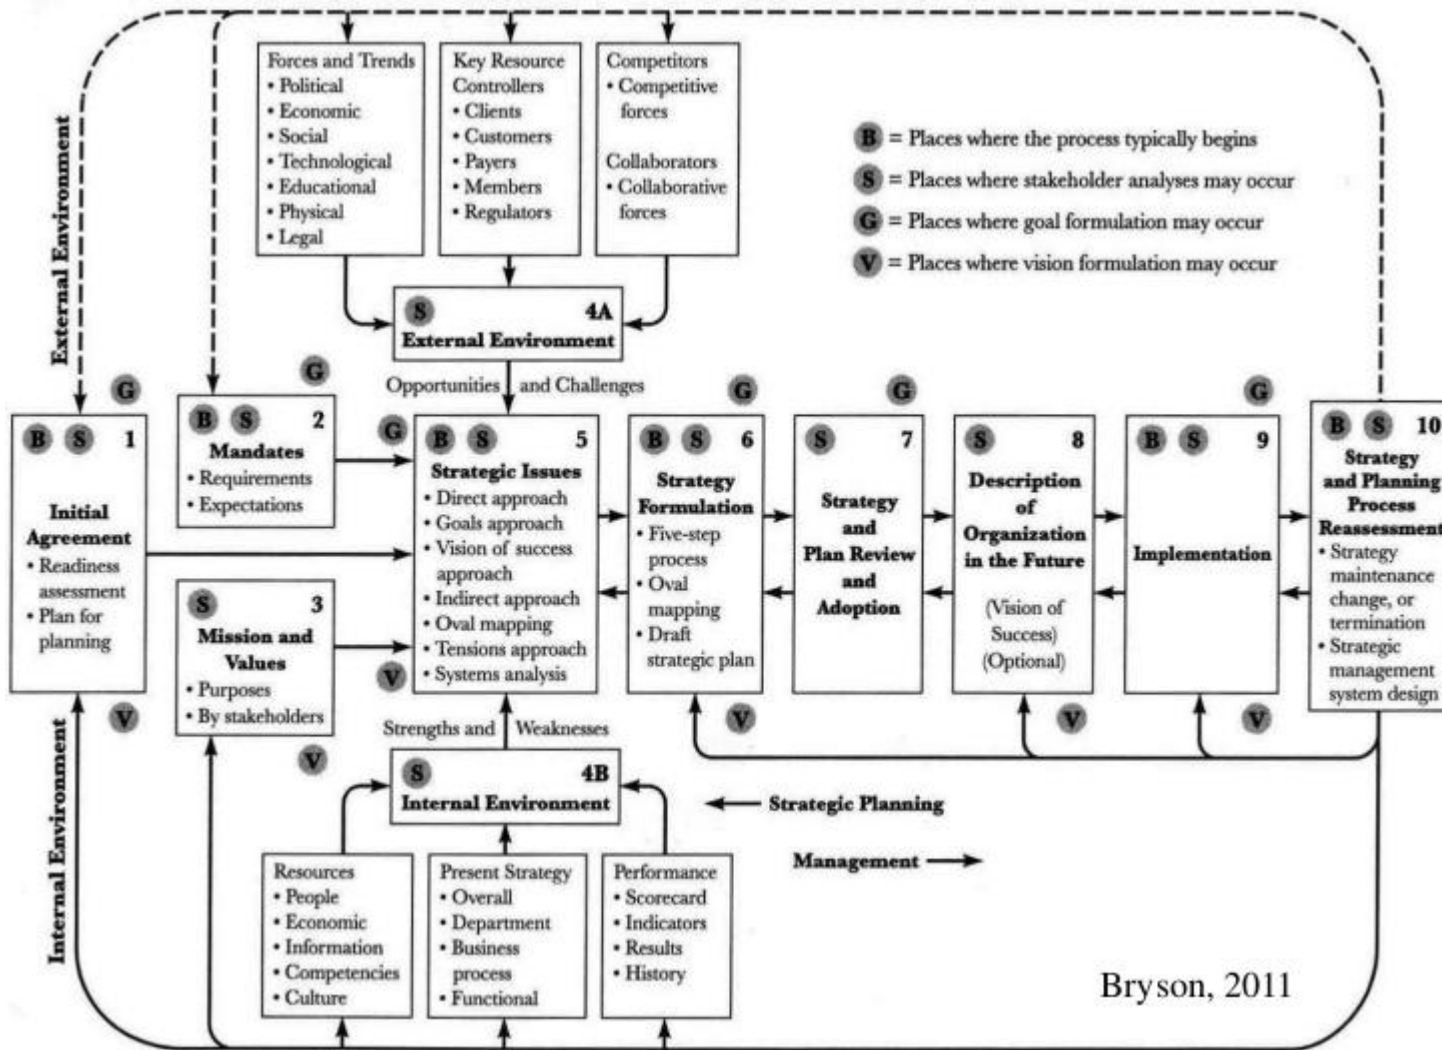 Forces and Trends
• Political
• Economic
• Social
• Technological
• Educational
• Physical
• Legal
Key Resource
Controllers
• Clients
• Customers
• Payers
• Members
• Regulators
Competitors
• Competitive
forces
Collaborators
• Collaborative
forces
B = Places where the process typically begins
S = Places where stakeholder analyses may occur
G = Places where goal formulation may occur
V = Places where vision formulation may occur
External Environment
S 4A
External Environment
Opportunities and Challenges
G
B S 1
Initial
Agreement
• Readiness
assessment
• Plan for
planning
V
G
B S 2
Mandates
• Requirements
• Expectations
S 3
Mission and
Values
• Purposes
• By stakeholders
V
G
B S 5
Strategic Issues
• Direct approach
• Goals approach
• Vision of success
approach
• Indirect approach
• Oval mapping
• Tensions approach
• Systems analysis
V
G
B S 6
Strategy
Formulation
• Five-step
process
• Oval
mapping
• Draft
strategic plan
V
G
S 7
Strategy
and
Plan Review
and
Adoption
S 8
Description
of
Organization
in the Future
(Vision of
Success)
(Optional)
V
G
B S 9
Implementation
V
B S 10
Strategy
and Planning
Process
Reassessment
• Strategy
maintenance
change, or
termination
• Strategic
management
system design
Strengths and Weaknesses
S 4B
Internal Environment
Internal Environment
Strategic Planning
Management
Resources
• People
• Economic
• Information
• Competencies
• Culture
Present Strategy
• Overall
• Department
• Business
process
• Functional
Performance
• Scorecard
• Indicators
• Results
• History
Bryson, 2011